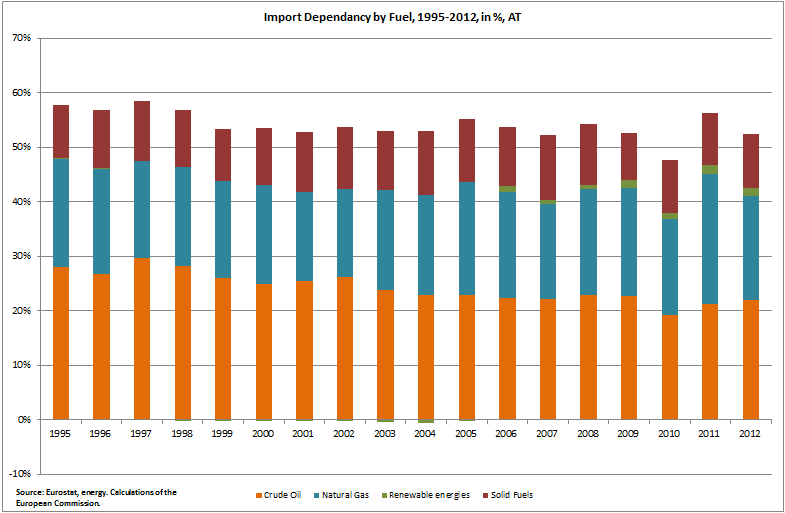 Import Dependancy by Fuel, 1995-2012, in %, AT
70%
60%
50%
40%
30%
20%
10%
0%
-10%
1995 1996 1997 1998 1999 2000 2001 2002 2003 2004 2005 2006 2007 2008 2009 2010 2011 2012
Source: Eurostat, energy. Calculations of the
European Commission.
Crude Oil Natural Gas Renewable energies Solid Fuels